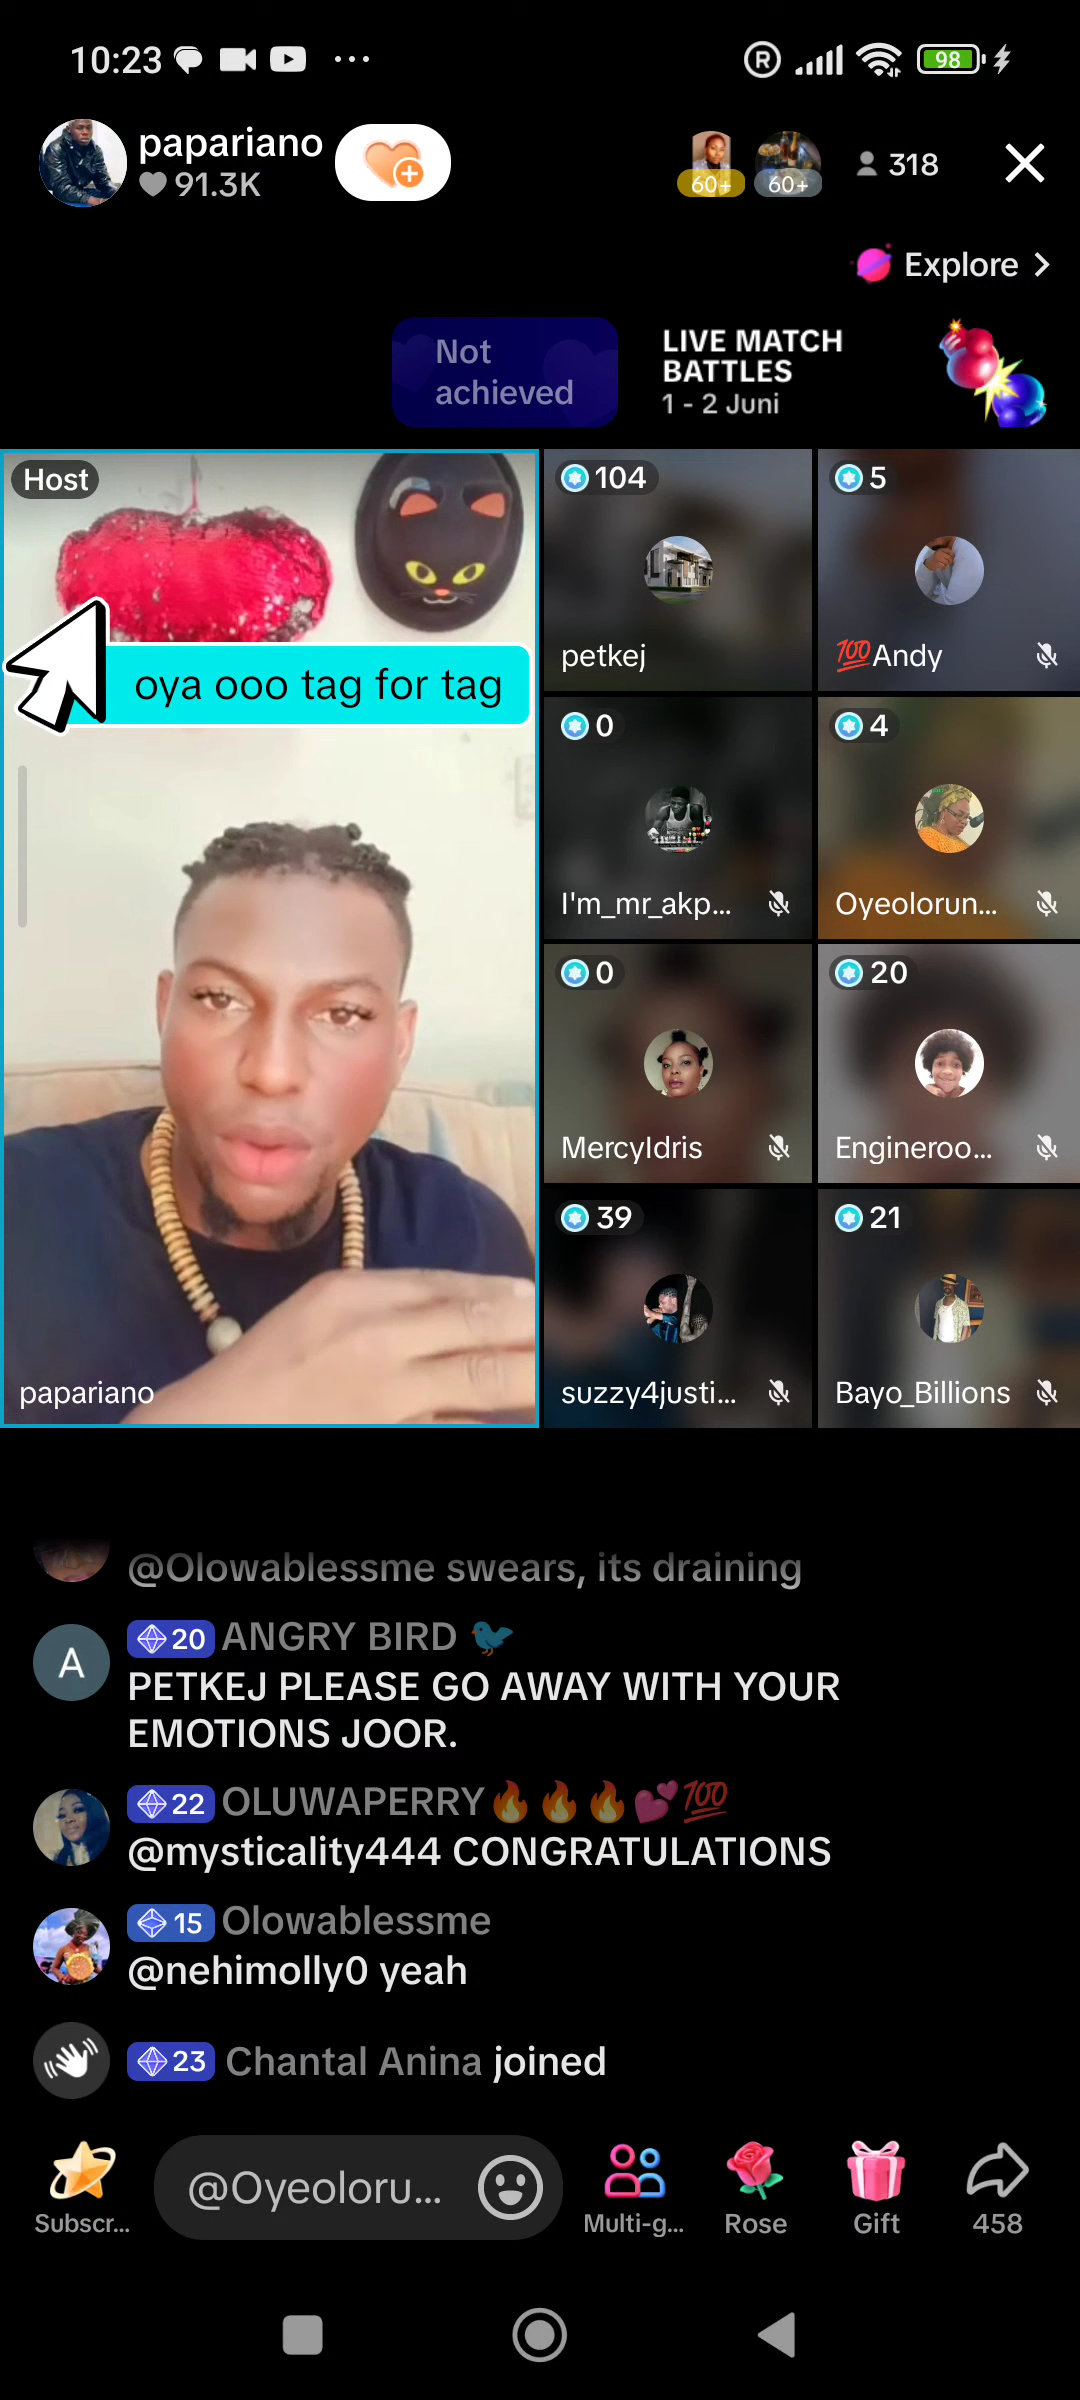 10:23
R
98
papariano
91.3K
60+
60+
318
Explore
Not
achieved
LIVE MATCH
BATTLES
1 - 2 Juni
Host
oya ooo tag for tag
papariano
104
petkej
5
💯Andy
0
I'm_mr_akp...
4
Oyeolorun...
0
MercyIdris
20
Engineroo...
39
suzzy4justi...
21
Bayo_Billions
@Olowablessme swears, its draining
A
20 ANGRY BIRD 🐦
PETKEJ PLEASE GO AWAY WITH YOUR
EMOTIONS JOOR.
22 OLUWAPERRY🔥🔥🔥💕💯
@mysticality444 CONGRATULATIONS
15 Olowablessme
@nehimolly0 yeah
23 Chantal Anina joined
Subscr...
@Oyeoloru...
Multi-g...
Rose
Gift
458